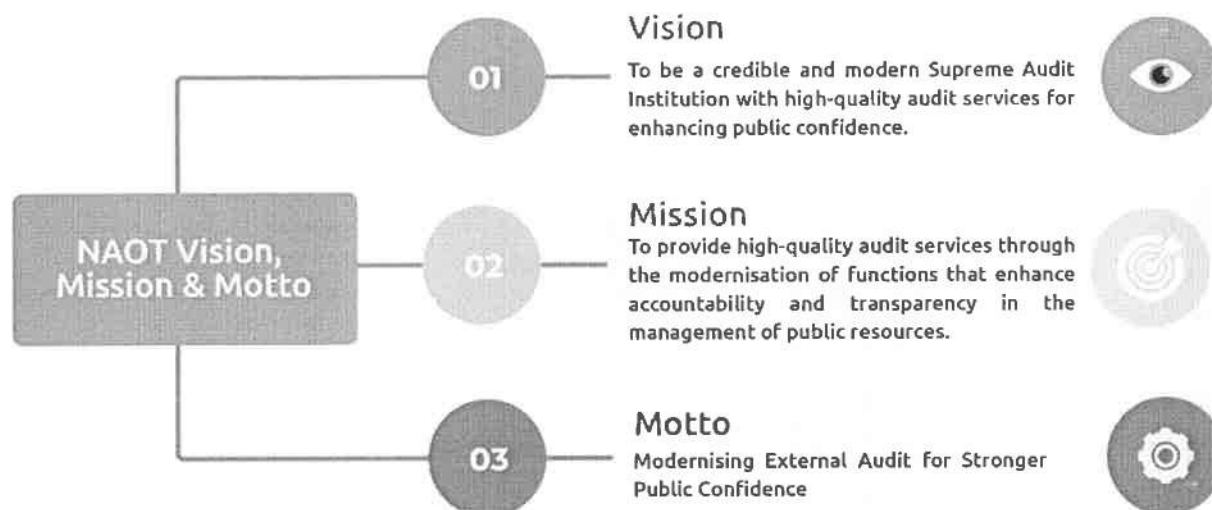 NAOT Vision,
Mission & Motto
01
Vision
To be a credible and modern Supreme Audit
Institution with high-quality audit services for
enhancing public confidence.
02
Mission
To provide high-quality audit services through
the modernisation of functions that enhance
accountability and transparency in the
management of public resources.
03
Motto
Modernising External Audit for Stronger
Public Confidence